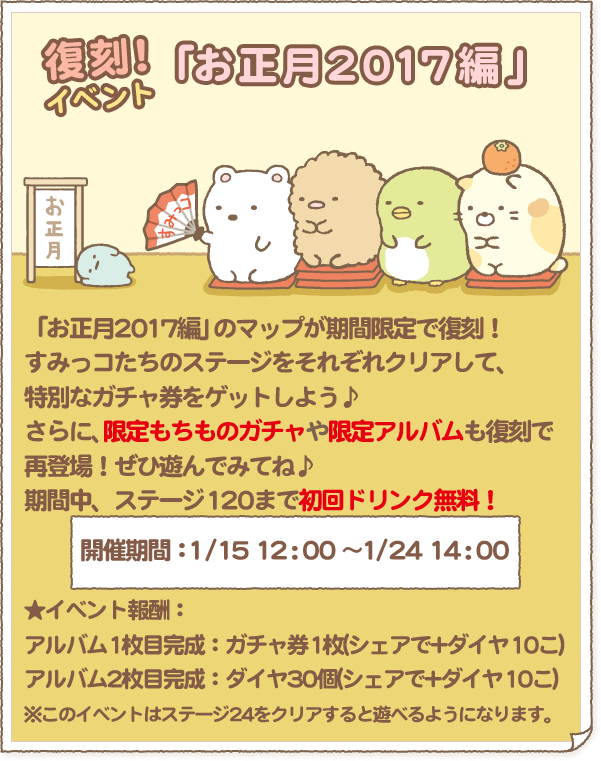 復刻!
イベント
「お正月2017編」
お正月
すみっコ
「お正月2017編」のマップが期間限定で復刻！
すみっコたちのステージをそれぞれクリアして、
特別なガチャ券をゲットしよう♪
さらに、限定もちものガチャや限定アルバムも復刻で
再登場！ぜひ遊んでみてね♪
期間中、ステージ120まで初回ドリンク無料！
開催期間：1/15 12：00 ～1/24 14：00
★イベント報酬：
アルバム1枚目完成：ガチャ券1枚(シェアで+ダイヤ10こ)
アルバム2枚目完成：ダイヤ30個(シェアで+ダイヤ10こ)
※このイベントはステージ24をクリアすると遊べるようになります。